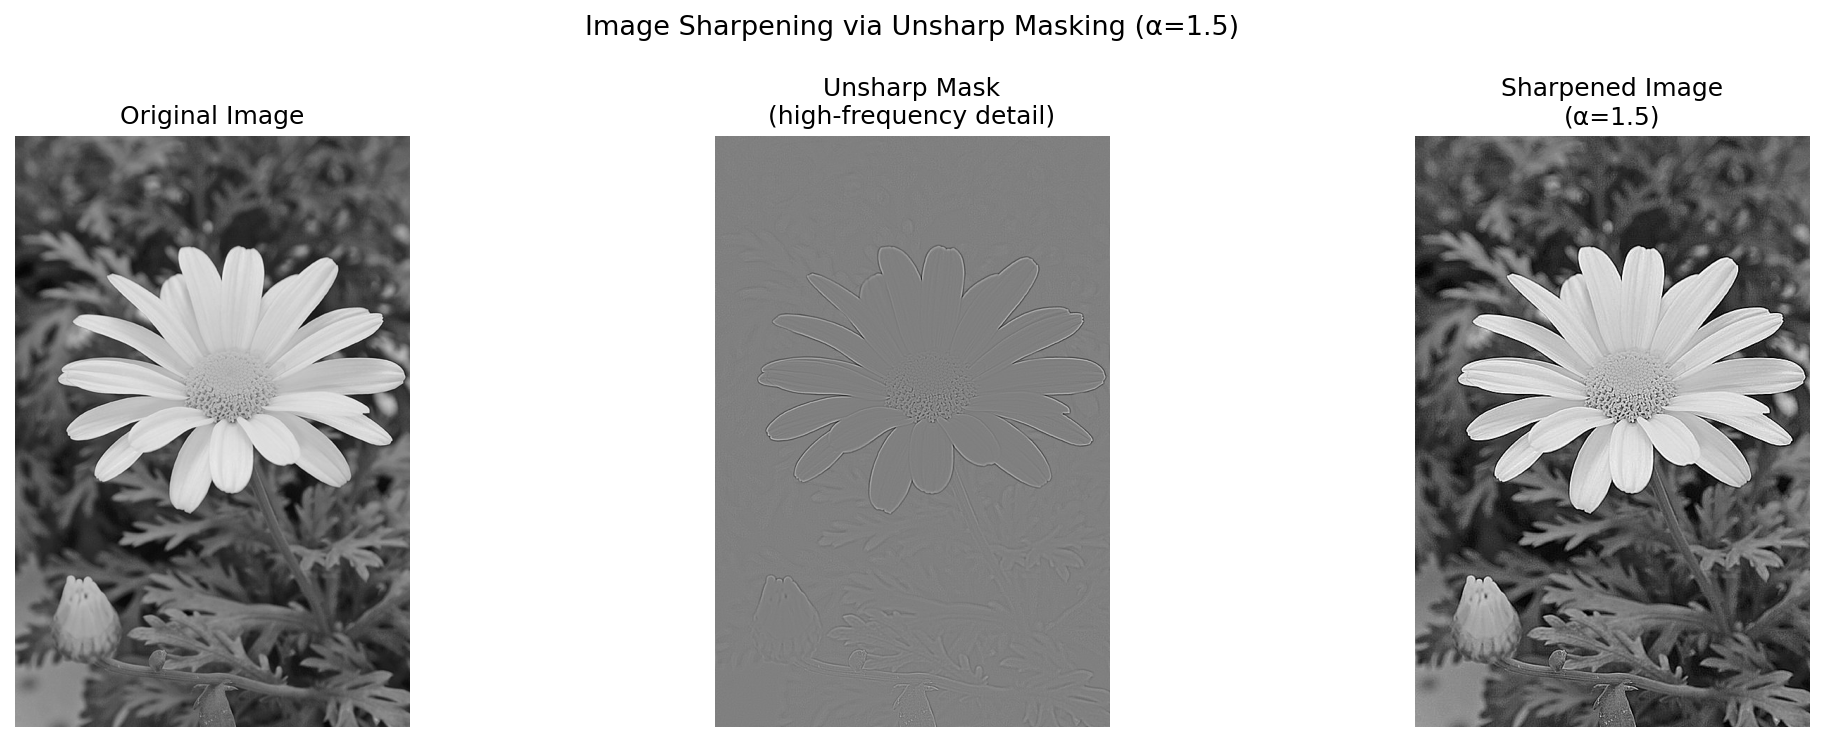 Image Sharpening via Unsharp Masking (α=1.5)
Original Image
Unsharp Mask
(high-frequency detail)
Sharpened Image
(α=1.5)